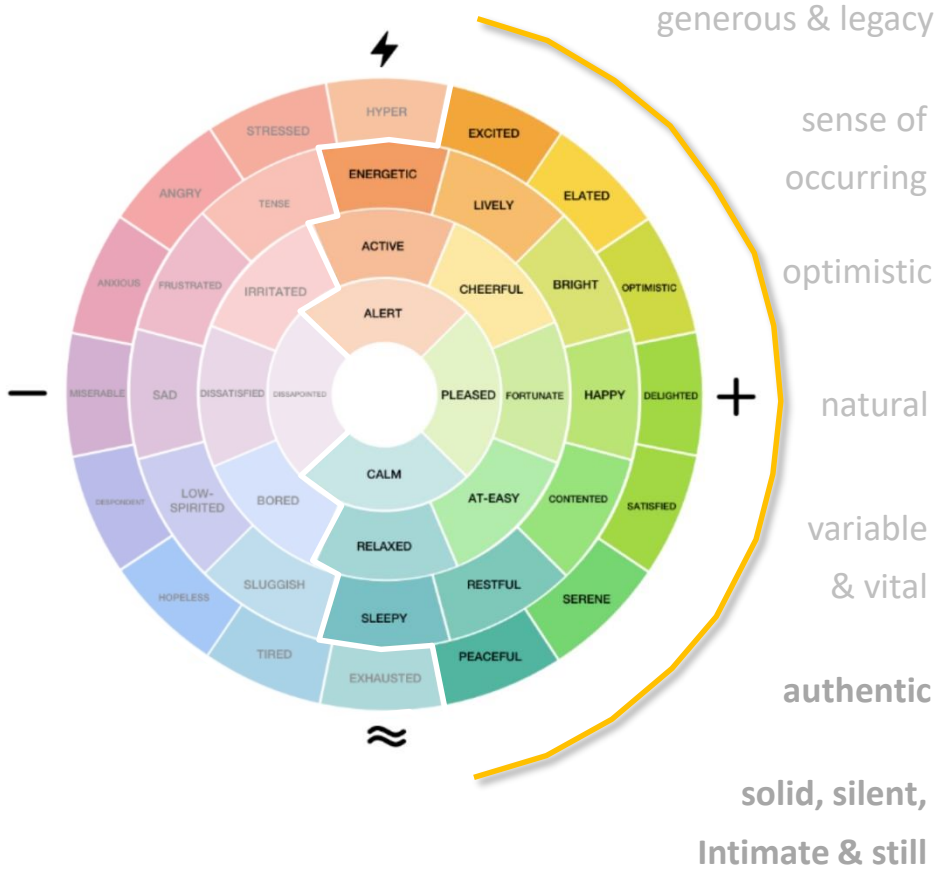 generous & legacy
HYPER
STRESSED
EXCITED
ENERGETIC
ANGRY
ELATED
TENSE
LIVELY
sense of
occurring
ACTIVE
ANXIOUS
FRUSTRATED
IRRITATED
CHEERFUL
BRIGHT
OPTIMISTIC
optimistic
ALERT
MISERABLE
SAD
DISSATISFIED
DISSAPOINTED
PLEASED
FORTUNATE
HAPPY
DELIGHTED
natural
CALM
DESPONDENT
LOW-
SPIRITED
BORED
AT-EASY
CONTENTED
SATISFIED
variable
& vital
RELAXED
HOPELESS
SLUGGISH
RESTFUL
SERENE
SLEEPY
TIRED
EXHAUSTED
PEACEFUL
authentic
solid, silent,
Intimate & still